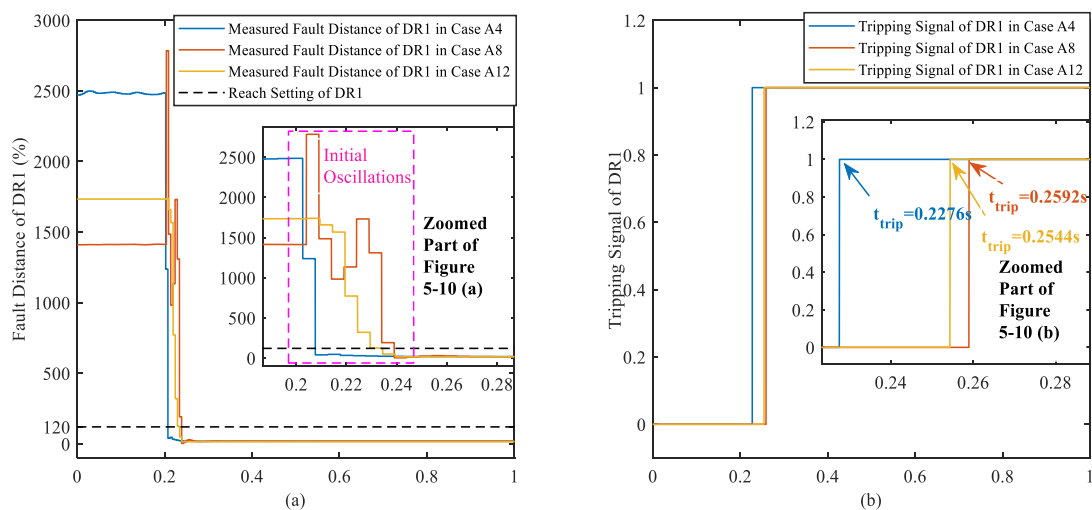 3000
2500
2000
1500
1000
500
120
0
Fault Distance of DR1 (%)
Measured Fault Distance of DR1 in Case A4
Measured Fault Distance of DR1 in Case A8
Measured Fault Distance of DR1 in Case A12
Reach Setting of DR1
2500
2000
1500
1000
500
0
Initial
Oscillations
Zoomed
Part of
Figure
5-10 (a)
0.2 0.22 0.24 0.26 0.28
0 0.2 0.4 0.6 0.8 1
(a)
1.2
1
0.8
0.6
0.4
0.2
0
Tripping Signal of DR1
Tripping Signal of DR1 in Case A4
Tripping Signal of DR1 in Case A8
Tripping Signal of DR1 in Case A12
1.2
1
0.8
0.6
0.4
0.2
0
t_trip=0.2276s
t_trip=0.2592s
t_trip=0.2544s
Zoomed
Part of
Figure
5-10 (b)
0.24 0.26 0.28
0 0.2 0.4 0.6 0.8 1
(b)